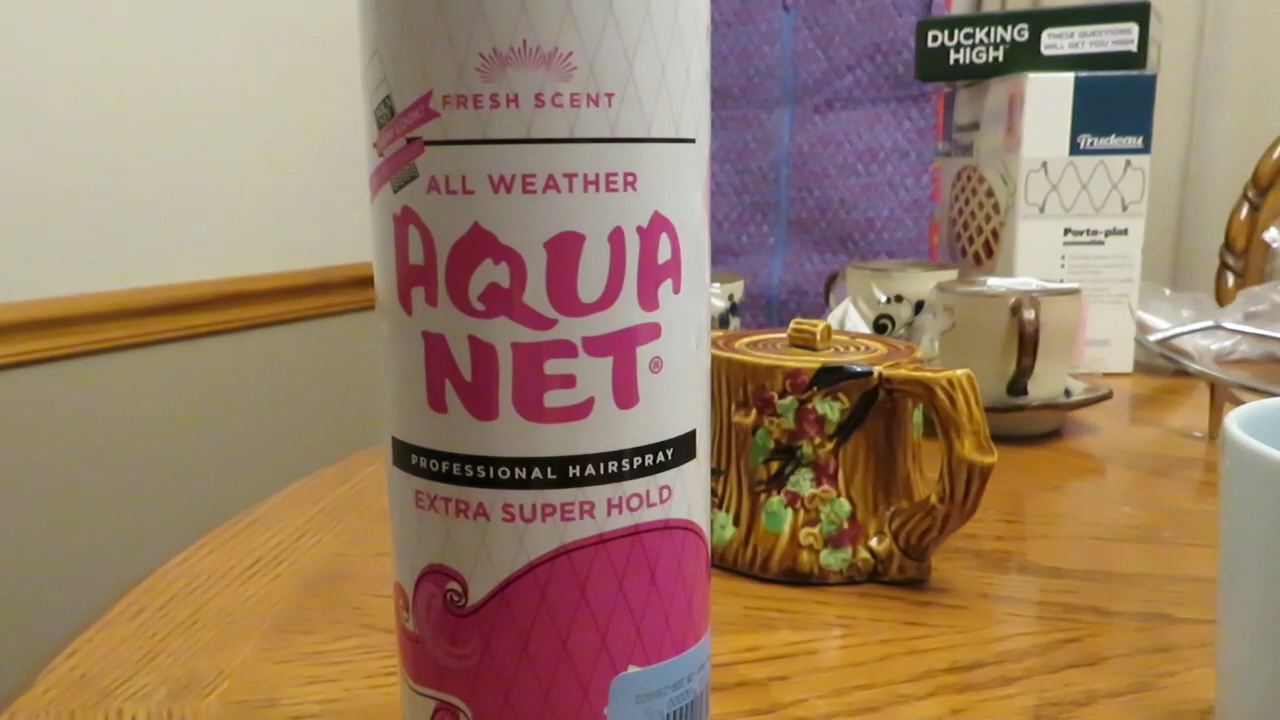 FRESH SCENT
ALL WEATHER
AQUA
NET®
PROFESSIONAL HAIRSPRAY
EXTRA SUPER HOLD
DUCKING
HIGH™
THESE QUESTIONS
WILL GET YOU HIGH
Trudeau
Porte-plat